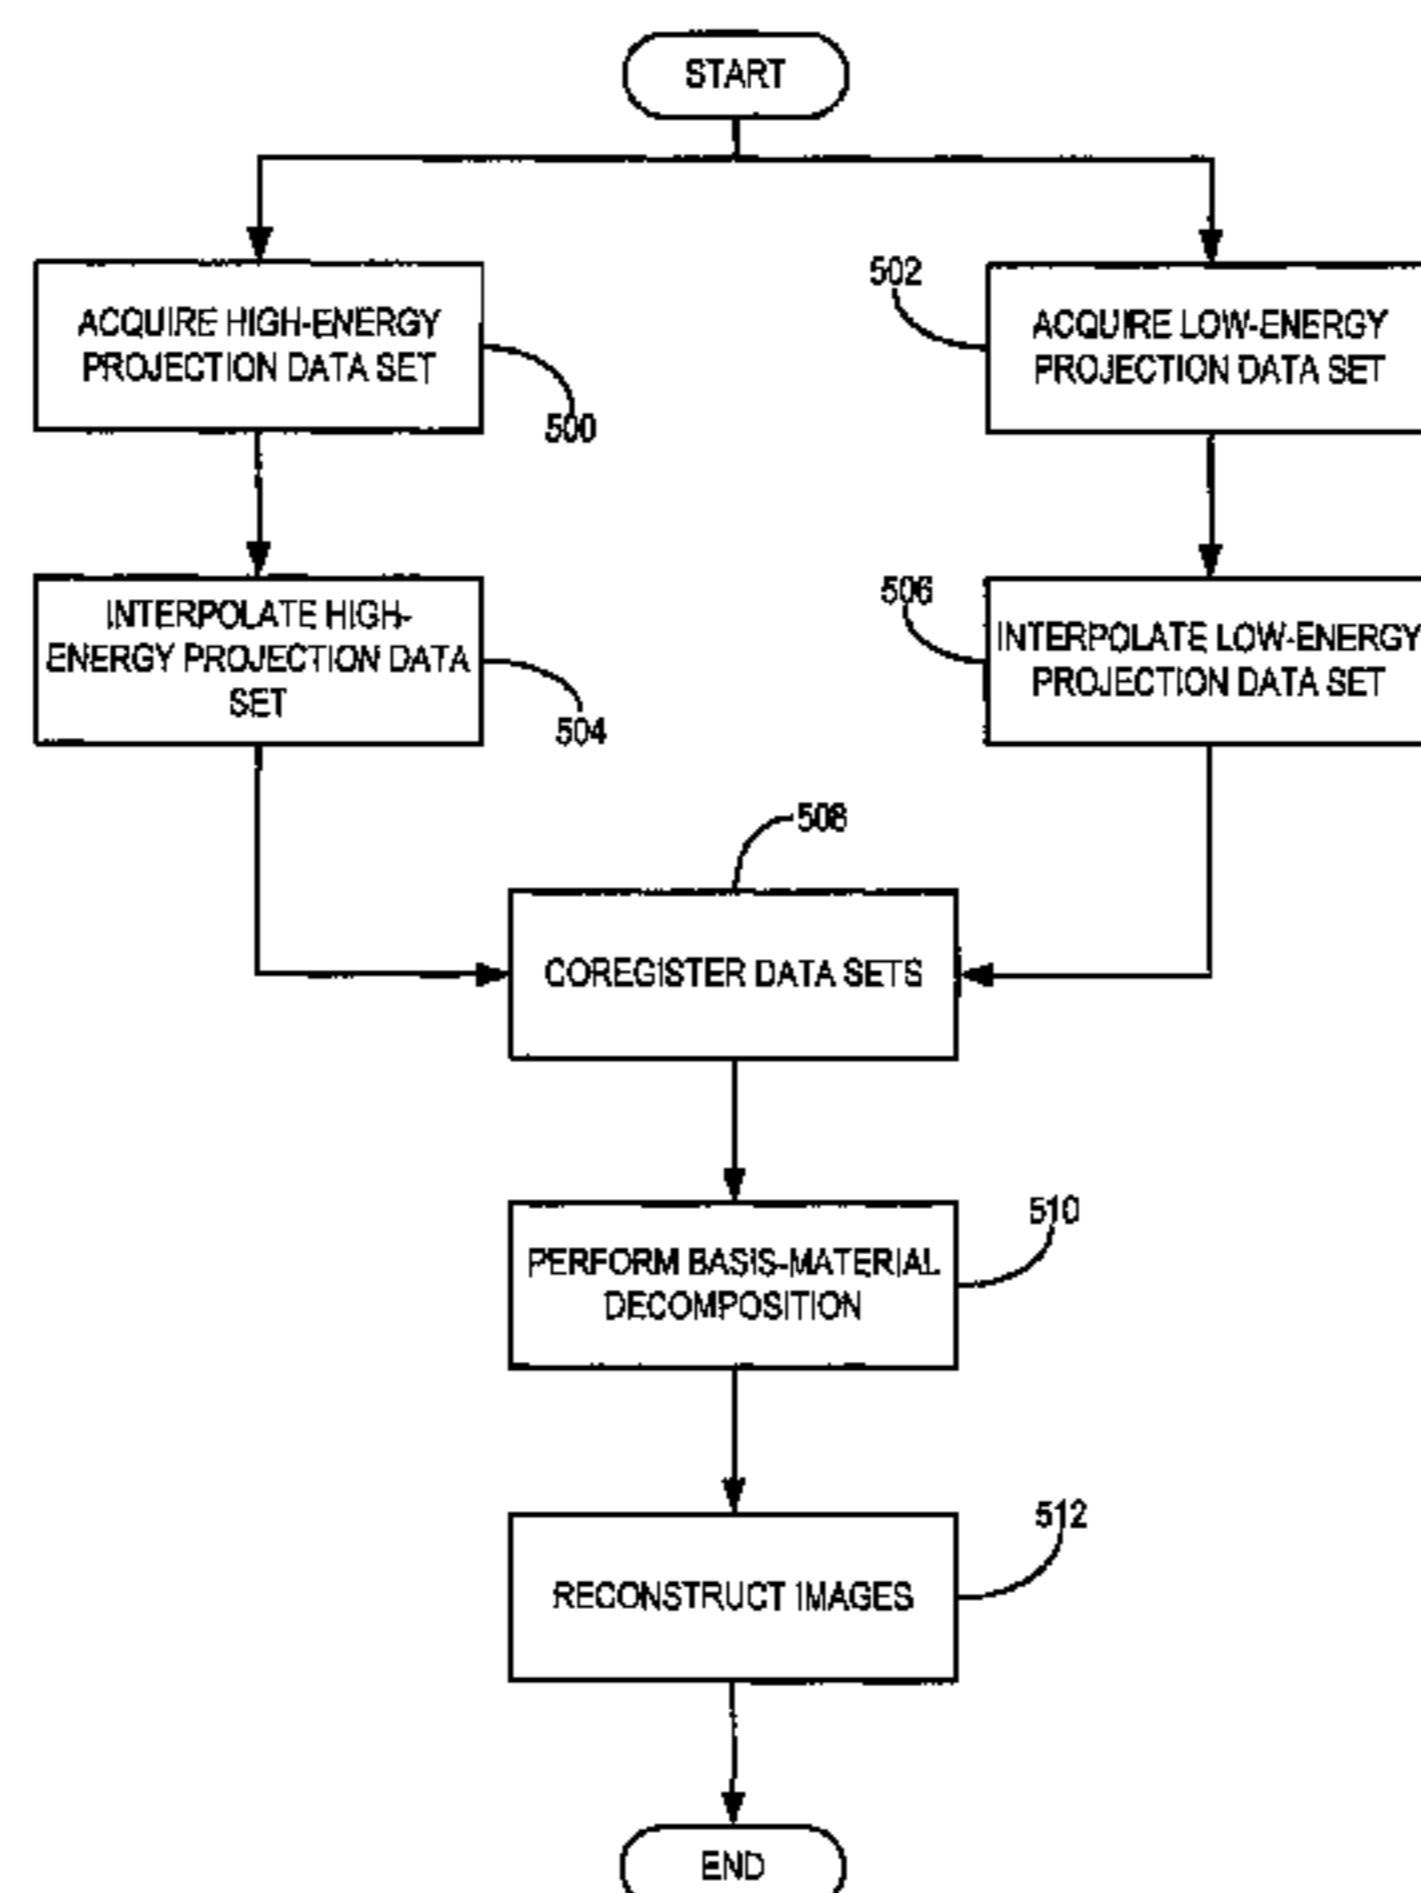 START
ACQUIRE HIGH-ENERGY
PROJECTION DATA SET
500
502
ACQUIRE LOW-ENERGY
PROJECTION DATA SET
INTERPOLATE HIGH-
ENERGY PROJECTION DATA
SET
504
506
INTERPOLATE LOW-ENERGY
PROJECTION DATA SET
508
COREGISTER DATA SETS
510
PERFORM BASIS-MATERIAL
DECOMPOSITION
512
RECONSTRUCT IMAGES
END